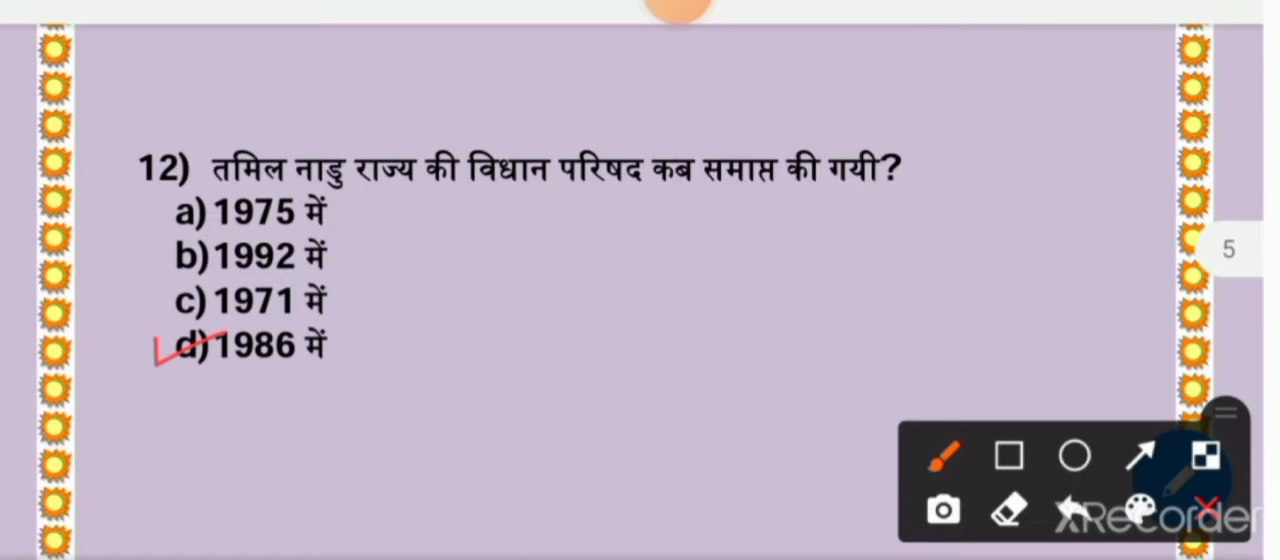 12) तमिल नाडु राज्य की विधान परिषद कब समाप्त की गयी?
a) 1975 में
b) 1992 में
c) 1971 में
d) 1986 में
5
XRecorder